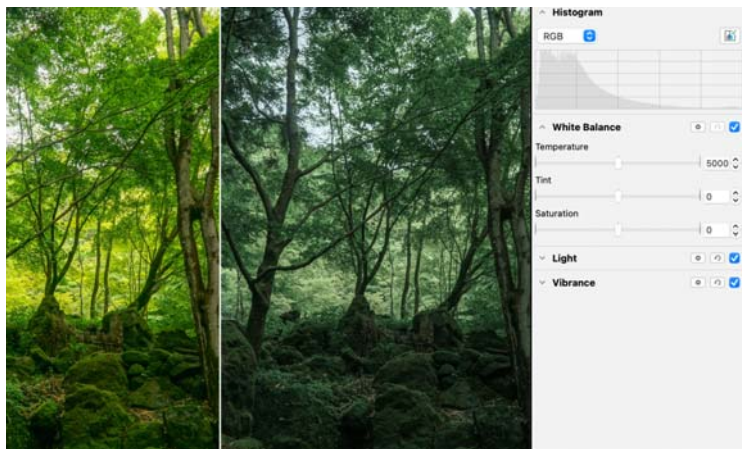 Histogram
RGB
White Balance
Temperature
5000
Tint
0
Saturation
0
Light
Vibrance